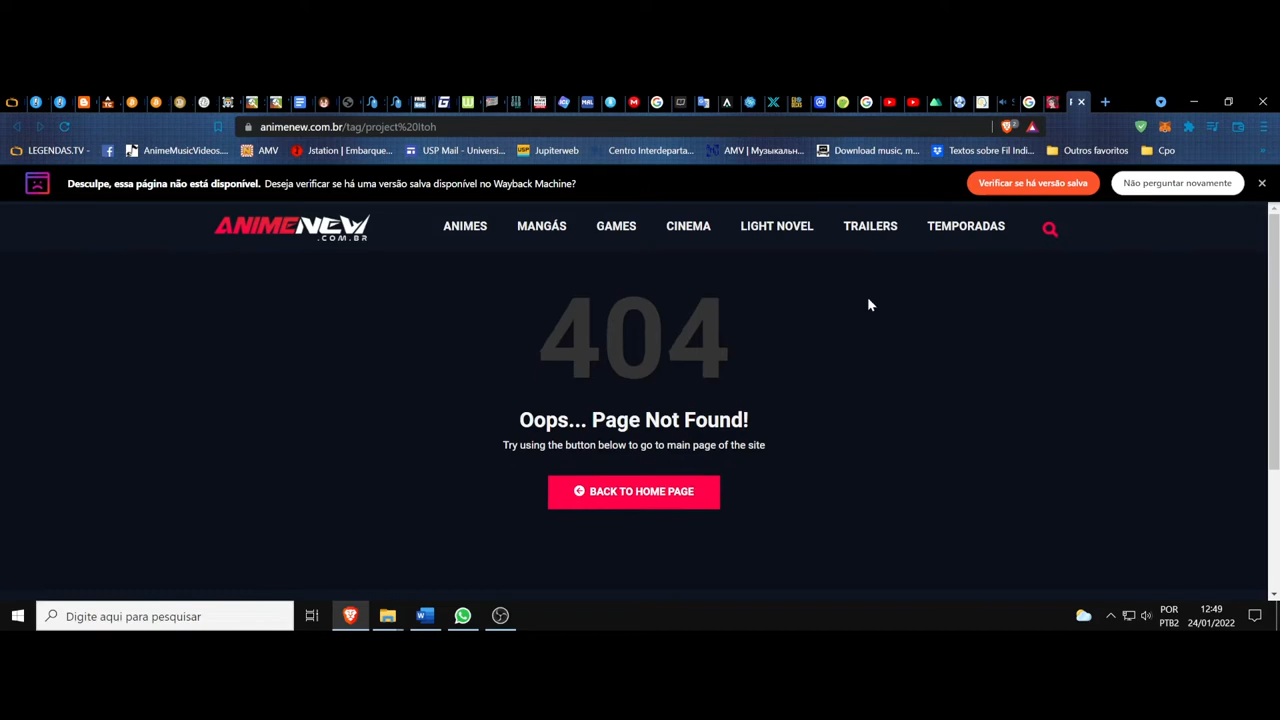 animenew.com.br/tag/project%20Itoh
2
LEGENDAS.TV - AnimeMusicVideos.... AMV Jstation | Embarque... USP Mail - Universi... Jupiterweb Centro Interdeparta... AMV | Музыкальн... Download music, m... Textos sobre Fil Indi... Outros favoritos Cpo
Desculpe, essa página não está disponível. Deseja verificar se há uma versão salva disponível no Wayback Machine? Verificar se há versão salva Não perguntar novamente
ANIMENEW
.COM.BR
ANIMES MANGÁS GAMES CINEMA LIGHT NOVEL TRAILERS TEMPORADAS
404
Oops... Page Not Found!
Try using the button below to go to main page of the site
BACK TO HOME PAGE
Digite aqui para pesquisar
POR 12:49
PTB2 24/01/2022